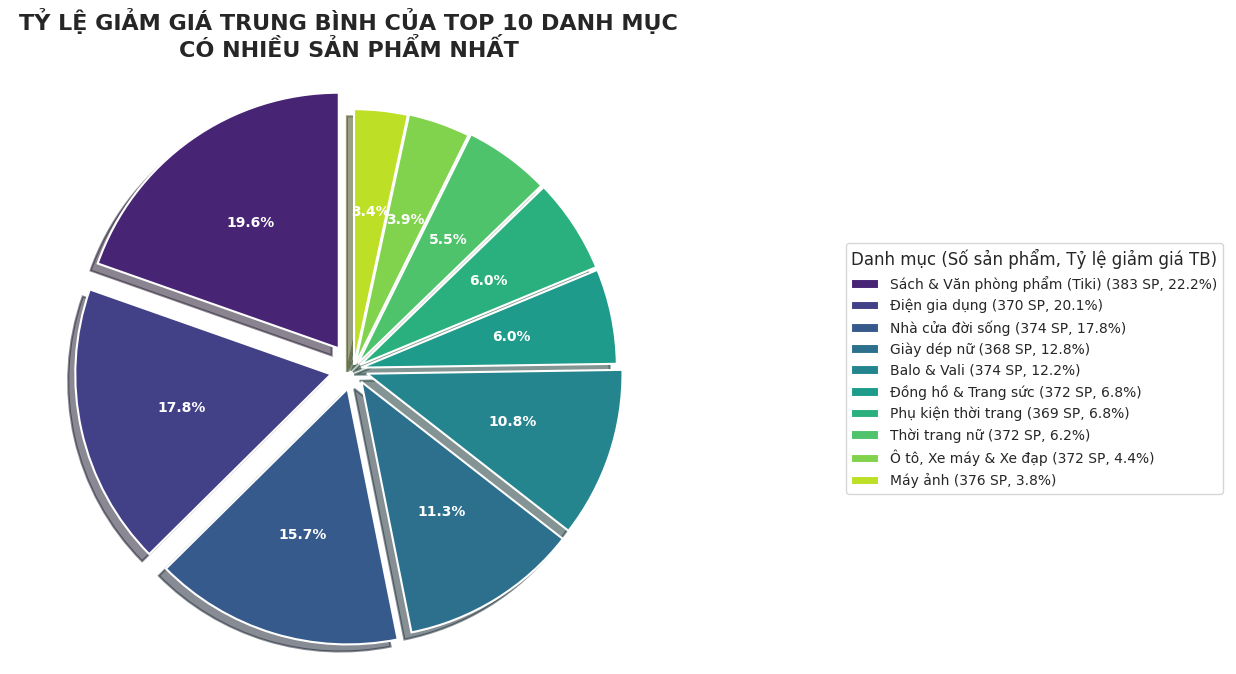 TỶ LỆ GIẢM GIÁ TRUNG BÌNH CỦA TOP 10 DANH MỤC
CÓ NHIỀU SẢN PHẨM NHẤT
19.6%
17.8%
15.7%
11.3%
10.8%
6.0%
6.0%
5.5%
3.9%
3.4%
Danh mục (Số sản phẩm, Tỷ lệ giảm giá TB)
Sách & Văn phòng phẩm (Tiki) (383 SP, 22.2%)
Điện gia dụng (370 SP, 20.1%)
Nhà cửa đời sống (374 SP, 17.8%)
Giày dép nữ (368 SP, 12.8%)
Balo & Vali (374 SP, 12.2%)
Đồng hồ & Trang sức (372 SP, 6.8%)
Phụ kiện thời trang (369 SP, 6.8%)
Thời trang nữ (372 SP, 6.2%)
Ô tô, Xe máy & Xe đạp (372 SP, 4.4%)
Máy ảnh (376 SP, 3.8%)